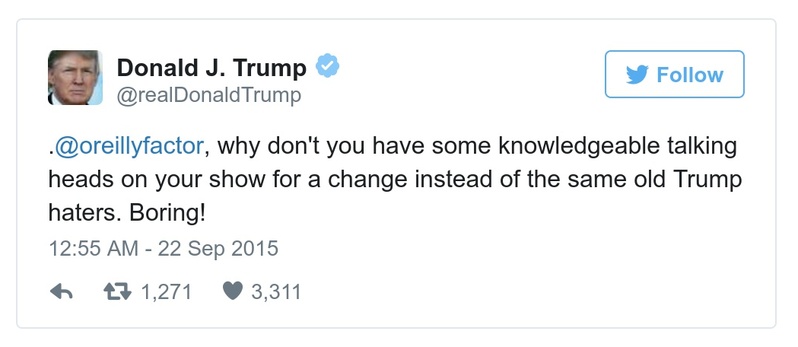 Donald J. Trump
@realDonaldTrump
Follow
.@oreillyfactor, why don't you have some knowledgeable talking
heads on your show for a change instead of the same old Trump
haters. Boring!
12:55 AM - 22 Sep 2015
1,271 3,311